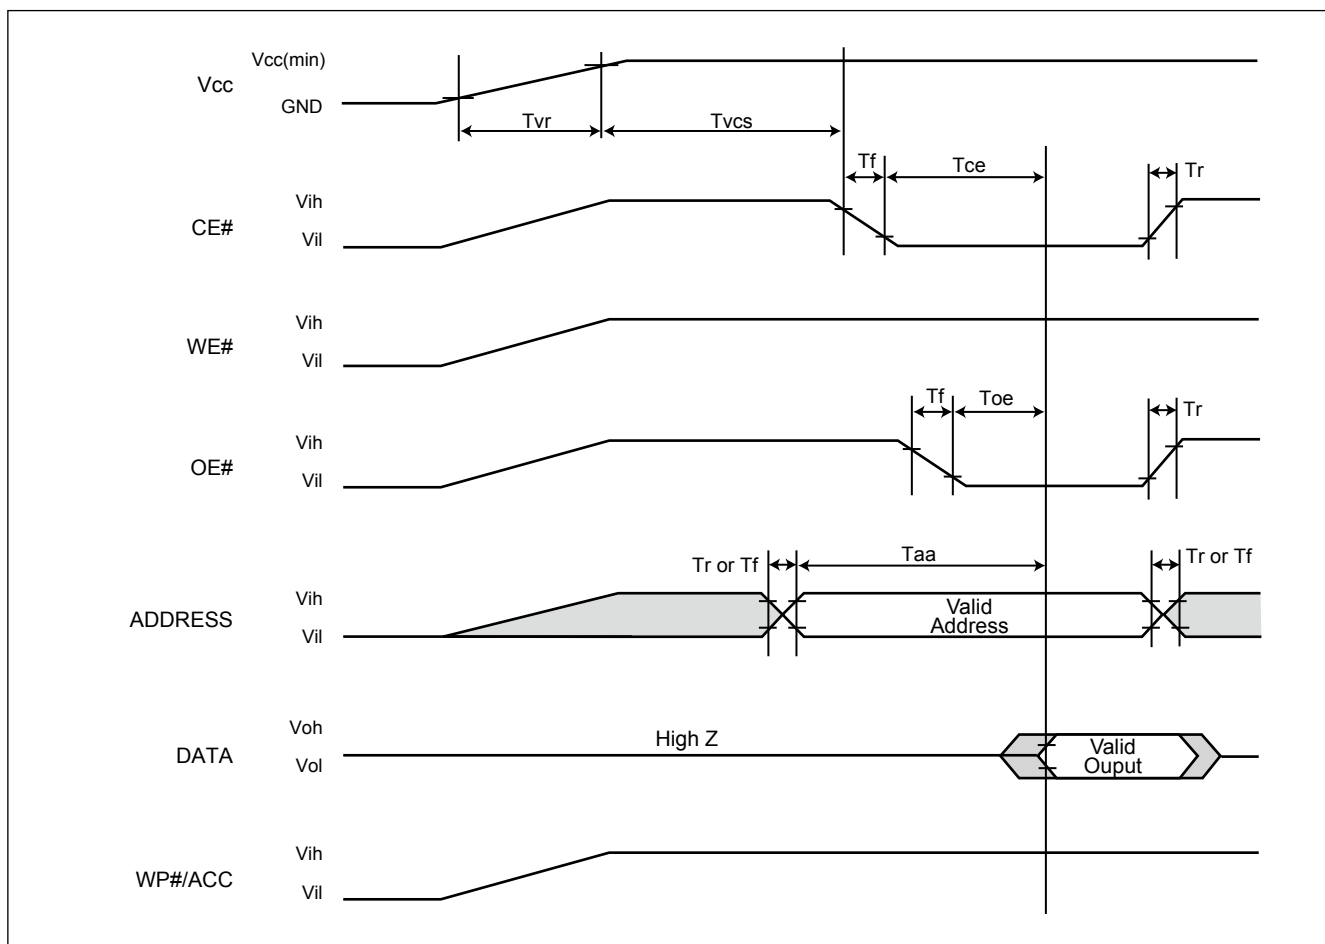 Vcc(min)
Vcc
GND
Tvr
Tvcs
Tf
Tce
Tr
Vih
CE#
Vil
Vih
WE#
Vil
Tf
Toe
Tr
Vih
OE#
Vil
Tr or Tf
Taa
Tr or Tf
Vih
ADDRESS
Vil
Valid
Address
Voh
DATA
Vol
High Z
Valid
Ouput
Vih
WP#/ACC
Vil